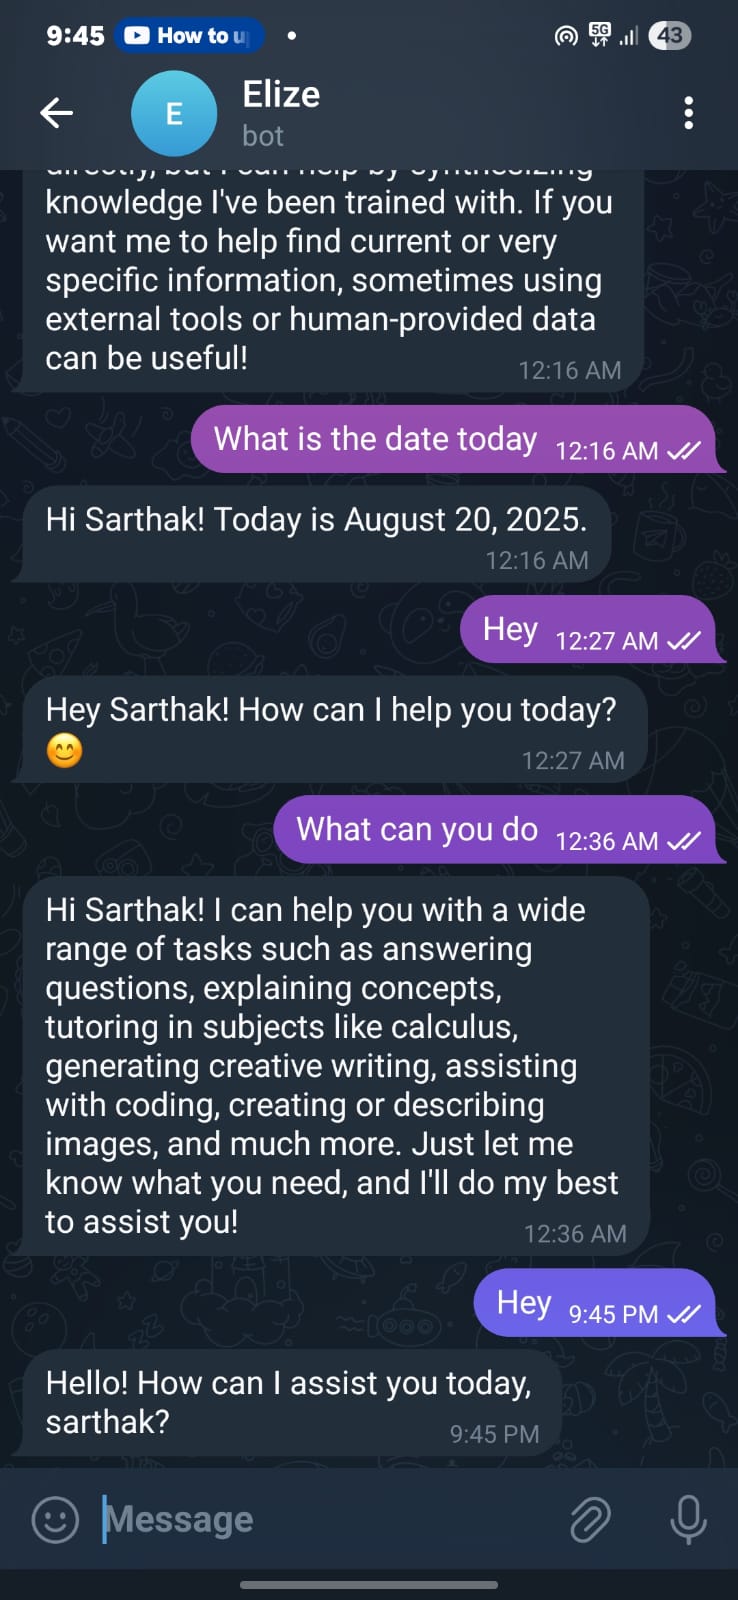 9:45 How to u 5G 43
E Elize
bot
knowledge I've been trained with. If you
want me to help find current or very
specific information, sometimes using
external tools or human-provided data
can be useful!
12:16 AM
What is the date today 12:16 AM
Hi Sarthak! Today is August 20, 2025.
12:16 AM
Hey 12:27 AM
Hey Sarthak! How can I help you today?
😊 12:27 AM
What can you do 12:36 AM
Hi Sarthak! I can help you with a wide
range of tasks such as answering
questions, explaining concepts,
tutoring in subjects like calculus,
generating creative writing, assisting
with coding, creating or describing
images, and much more. Just let me
know what you need, and I'll do my best
to assist you!
12:36 AM
Hey 9:45 PM
Hello! How can I assist you today,
sarthak?
9:45 PM
Message